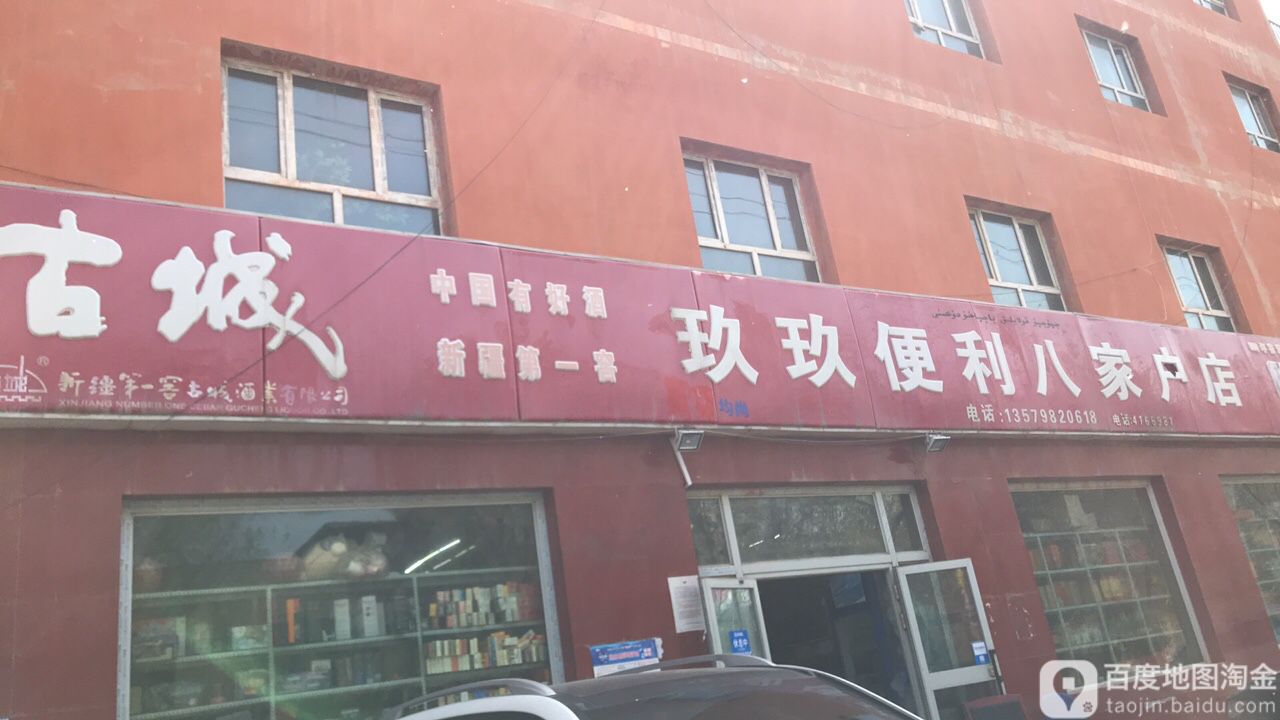 古城
®
新疆第一窖古城酒业有限公司
中国有好酒
新疆第一窖
玖玖便利八家户店
均尚
电话:13579820618
百度地图淘金
taojin.baidu.com